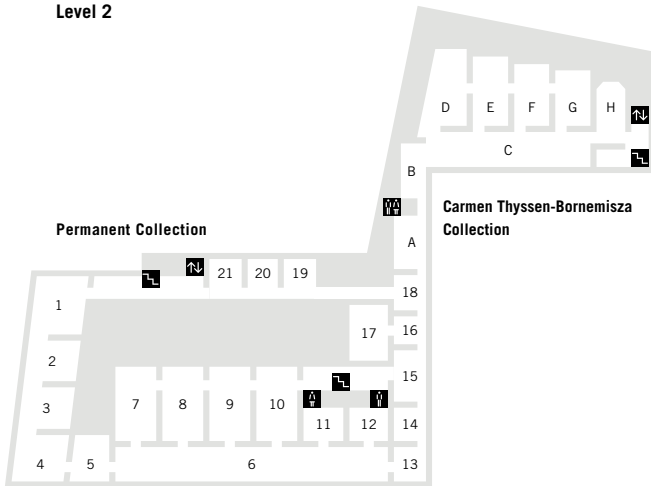 Level 2
D E F G H
C
B
Carmen Thyssen-Bornemisza
Collection
Permanent Collection
A
21 20 19
18
1
17
16
2
15
3
7 8 9 10
11 12 14
4 5 6 13